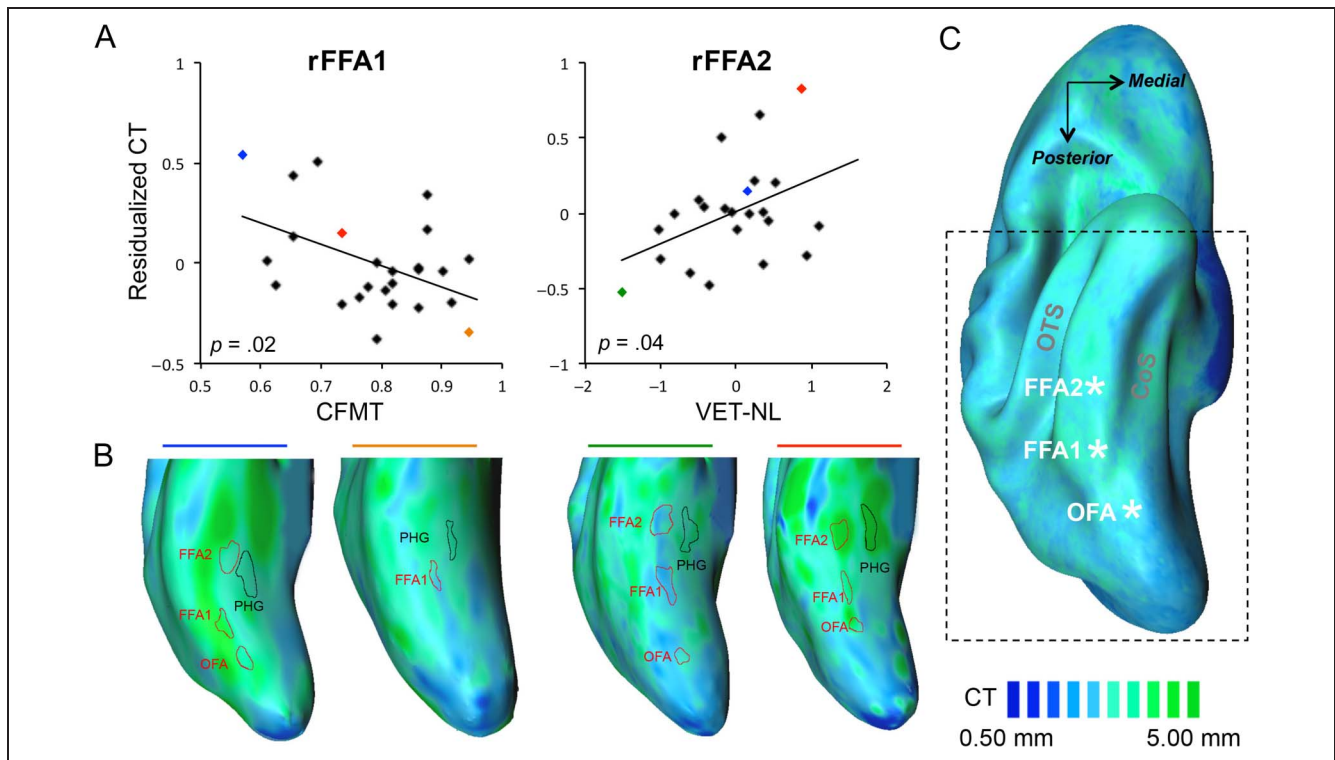 A
rFFA1
Residualized CT
1
0.5
0
–0.5
0.5
0.6
0.7
0.8
0.9
1
p = .02
CFMT
rFFA2
1
0.5
0
–0.5
–1
–2
–1
0
1
2
p = .04
VET-NL
B
FFA2
PHG
FFA1
OFA
PHG
FFA1
FFA2
PHG
FFA1
OFA
FFA2
PHG
FFA1
OFA
C
Medial
Posterior
OTS
CoS
FFA2*
FFA1*
OFA*
CT
0.50 mm 5.00 mm